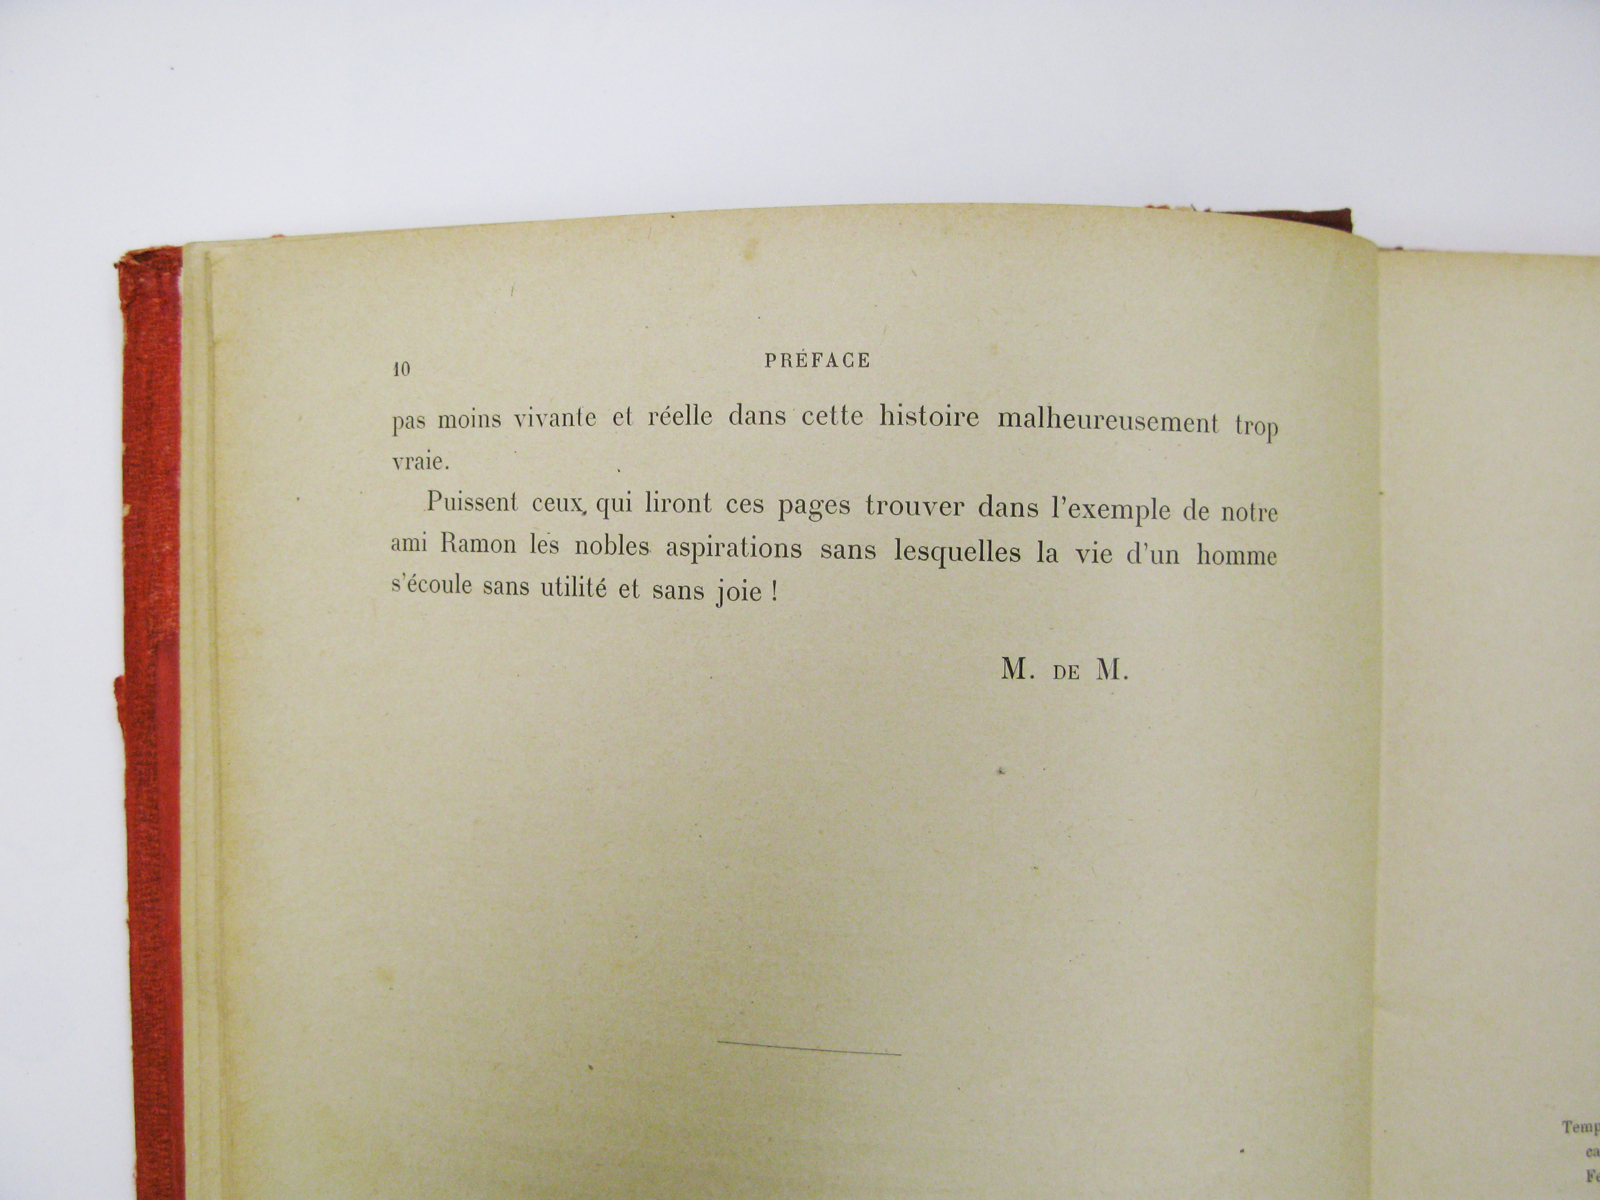 10
PRÉFACE
pas moins vivante et réelle dans cette histoire malheureusement trop
vraie.
Puissent ceux, qui liront ces pages trouver dans l'exemple de notre
ami Ramon les nobles aspirations sans lesquelles la vie d'un homme
s'écoule sans utilité et sans joie !
M. DE M.